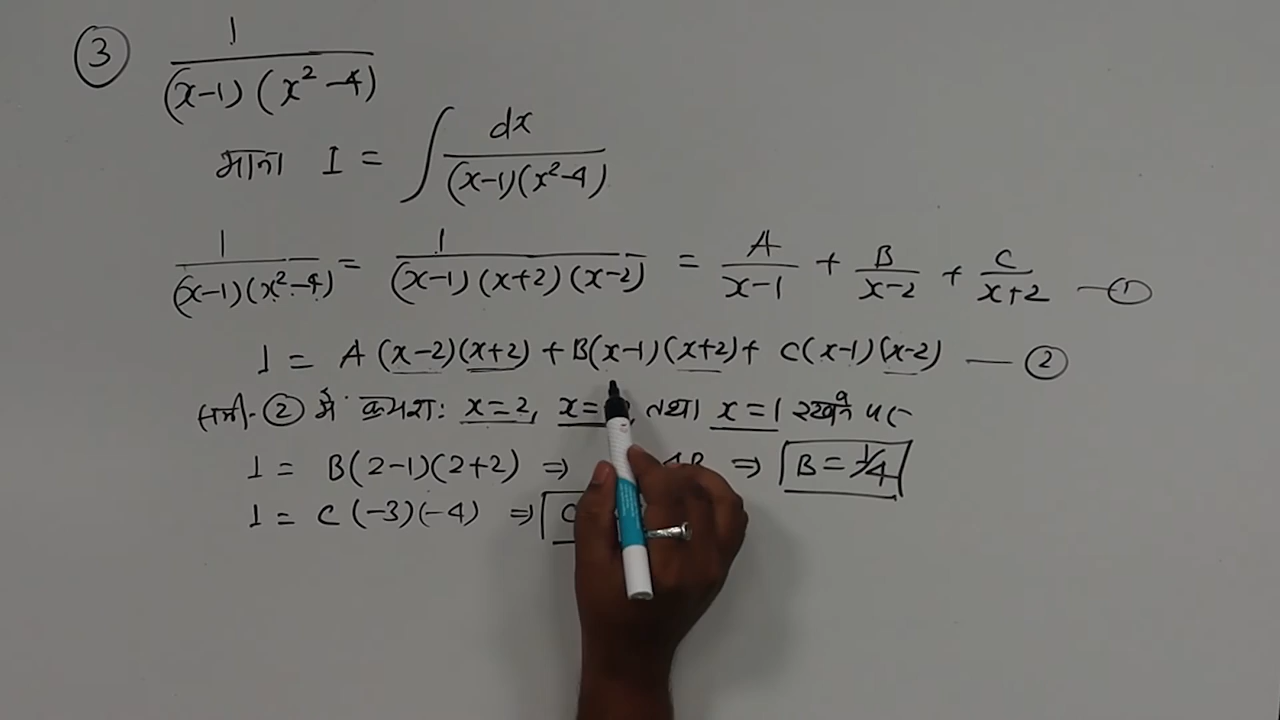 ③ 1/((x-1)(x²-4))
माना I = ∫ dx/((x-1)(x²-4))
1/((x-1)(x²-4)) = 1/((x-1)(x+2)(x-2)) = A/(x-1) + B/(x-2) + C/(x+2) —①
1 = A(x-2)(x+2) + B(x-1)(x+2) + C(x-1)(x-2) — ②
समी. ② में क्रमशः x=2, x= , तथा x=1 रखने पर
1 = B(2-1)(2+2) ⇒ 4B ⇒ B = 1/4
1 = C(-3)(-4) ⇒ C